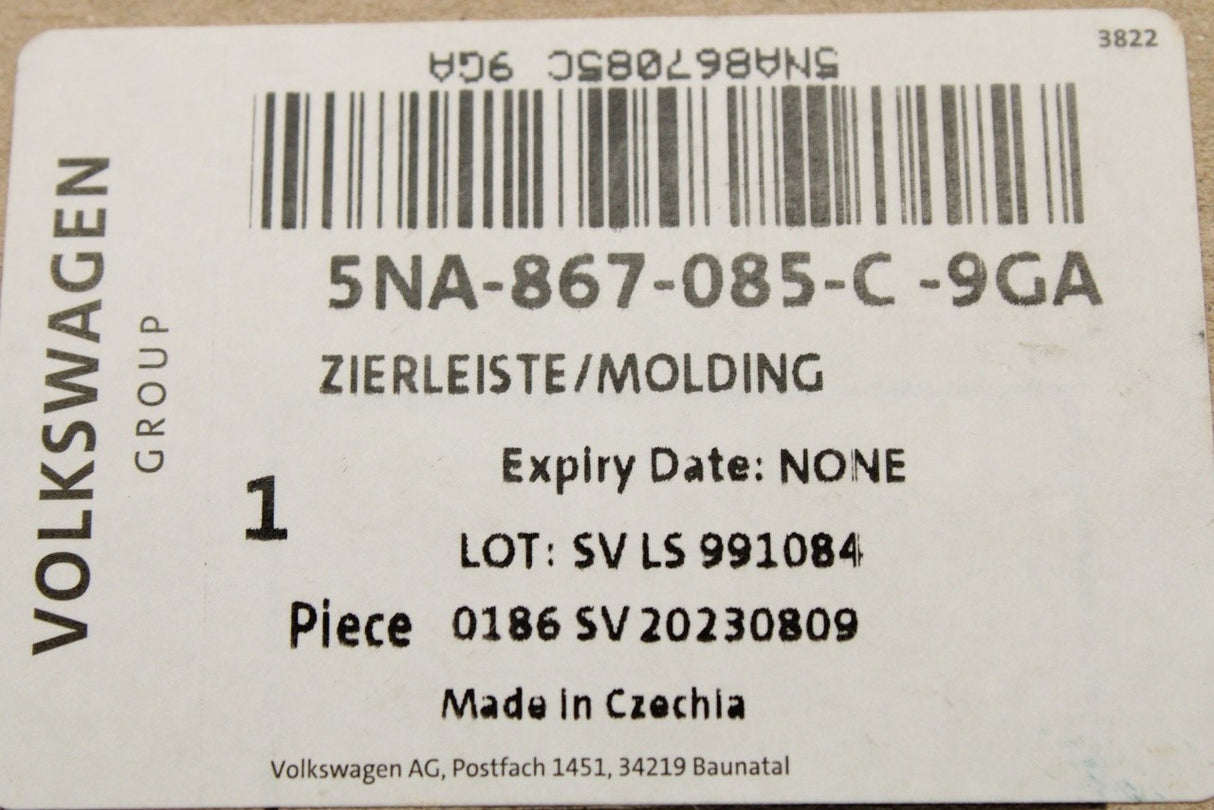 3822
5NA867085C 9GA
5NA-867-085-C -9GA
ZIERLEISTE/MOLDING
Expiry Date: NONE
1
LOT: SV LS 991084
Piece 0186 SV 20230809
Made in Czechia
Volkswagen AG, Postfach 1451, 34219 Baunatal
VOLKSWAGEN
GROUP